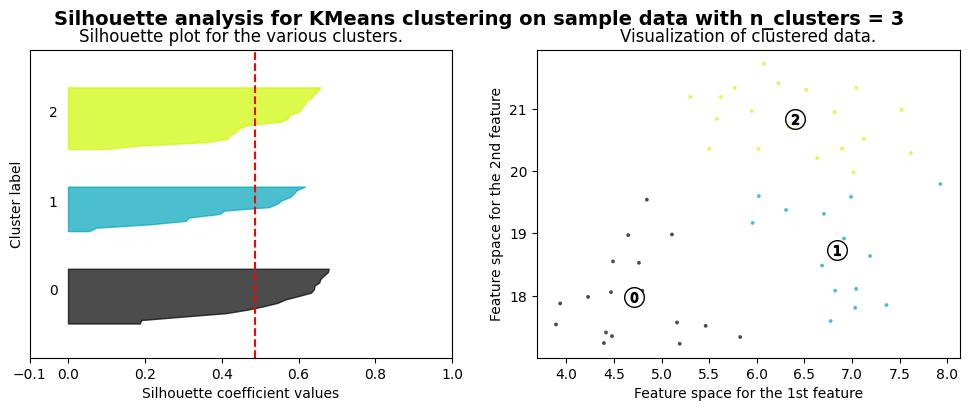 Silhouette analysis for KMeans clustering on sample data with n_clusters = 3
Silhouette plot for the various clusters.
Cluster label
2
1
0
−0.1 0.0 0.2 0.4 0.6 0.8 1.0
Silhouette coefficient values
Visualization of clustered data.
Feature space for the 2nd feature
21
20
19
18
2
1
0
4.0 4.5 5.0 5.5 6.0 6.5 7.0 7.5 8.0
Feature space for the 1st feature